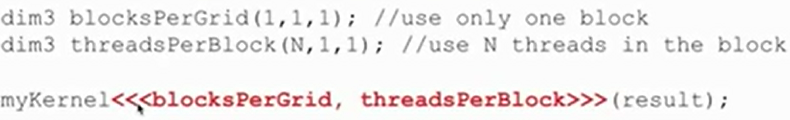 dim3 blocksPerGrid(1,1,1); //use only one block
dim3 threadsPerBlock(N,1,1); //use N threads in the block
myKernel<<<blocksPerGrid, threadsPerBlock>>>(result);